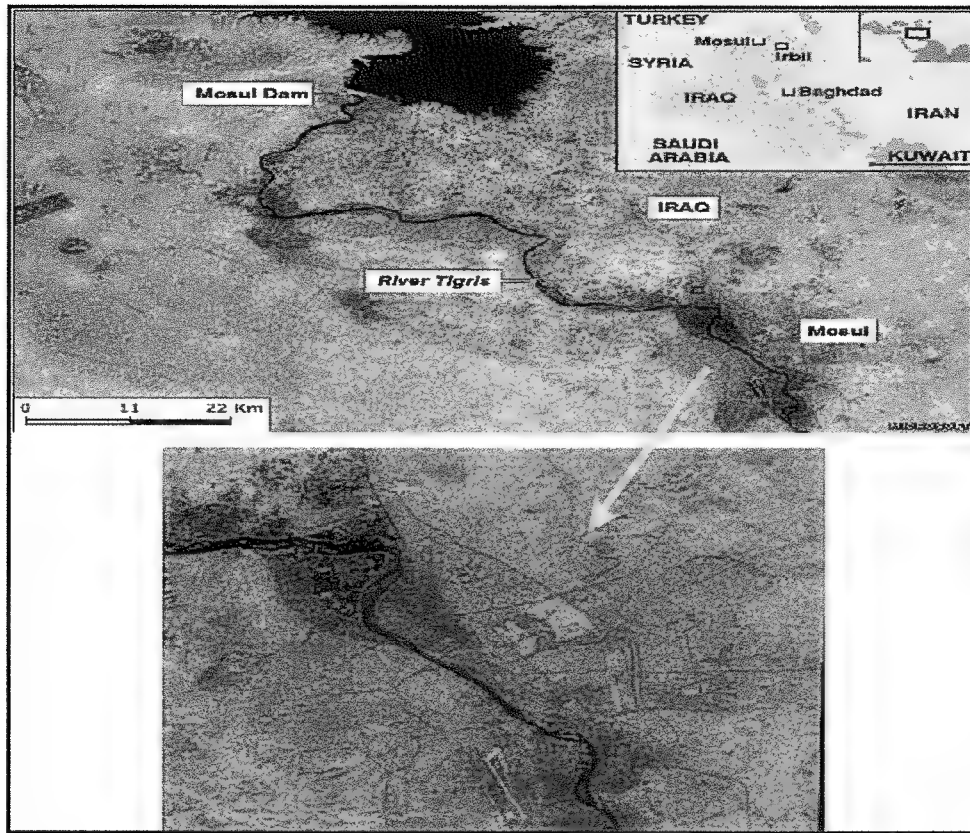 TURKEY
Mosul
Irbil
SYRIA
IRAQ
Baghdad
IRAN
SAUDI
ARABIA
KUWAIT
Mosul Dam
IRAQ
River Tigris
Mosul
0 11 22 Km